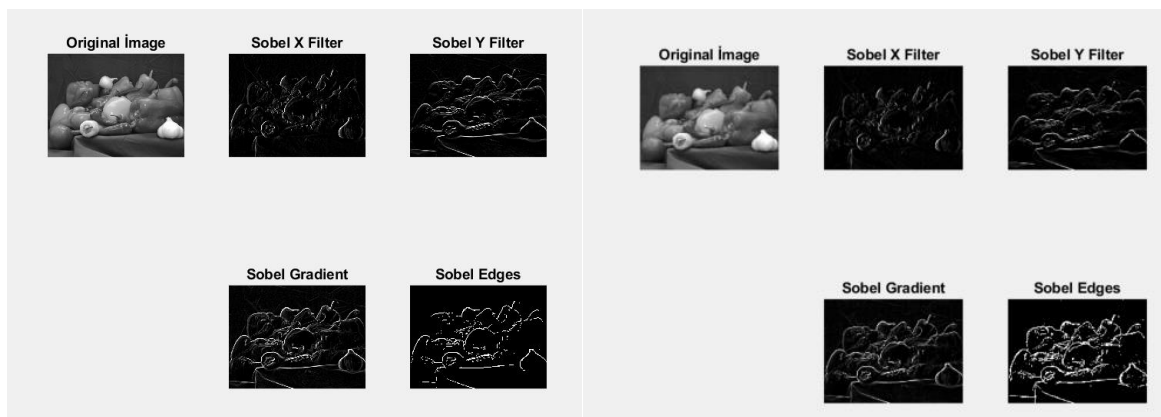 Original İmage
Sobel X Filter
Sobel Y Filter
Sobel Gradient
Sobel Edges
Original İmage
Sobel X Filter
Sobel Y Filter
Sobel Gradient
Sobel Edges